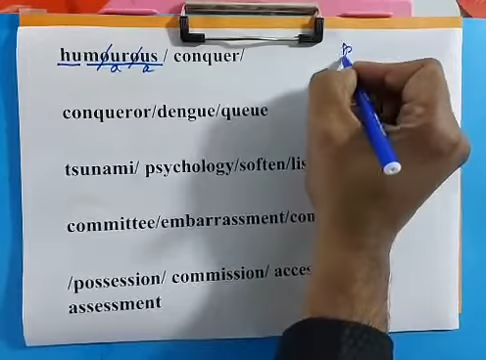 humourous / conquer/
a a
conqueror/dengue/queue
tsunami/ psychology/soften/
committee/embarrassment/
/possession/ commission/
assessment